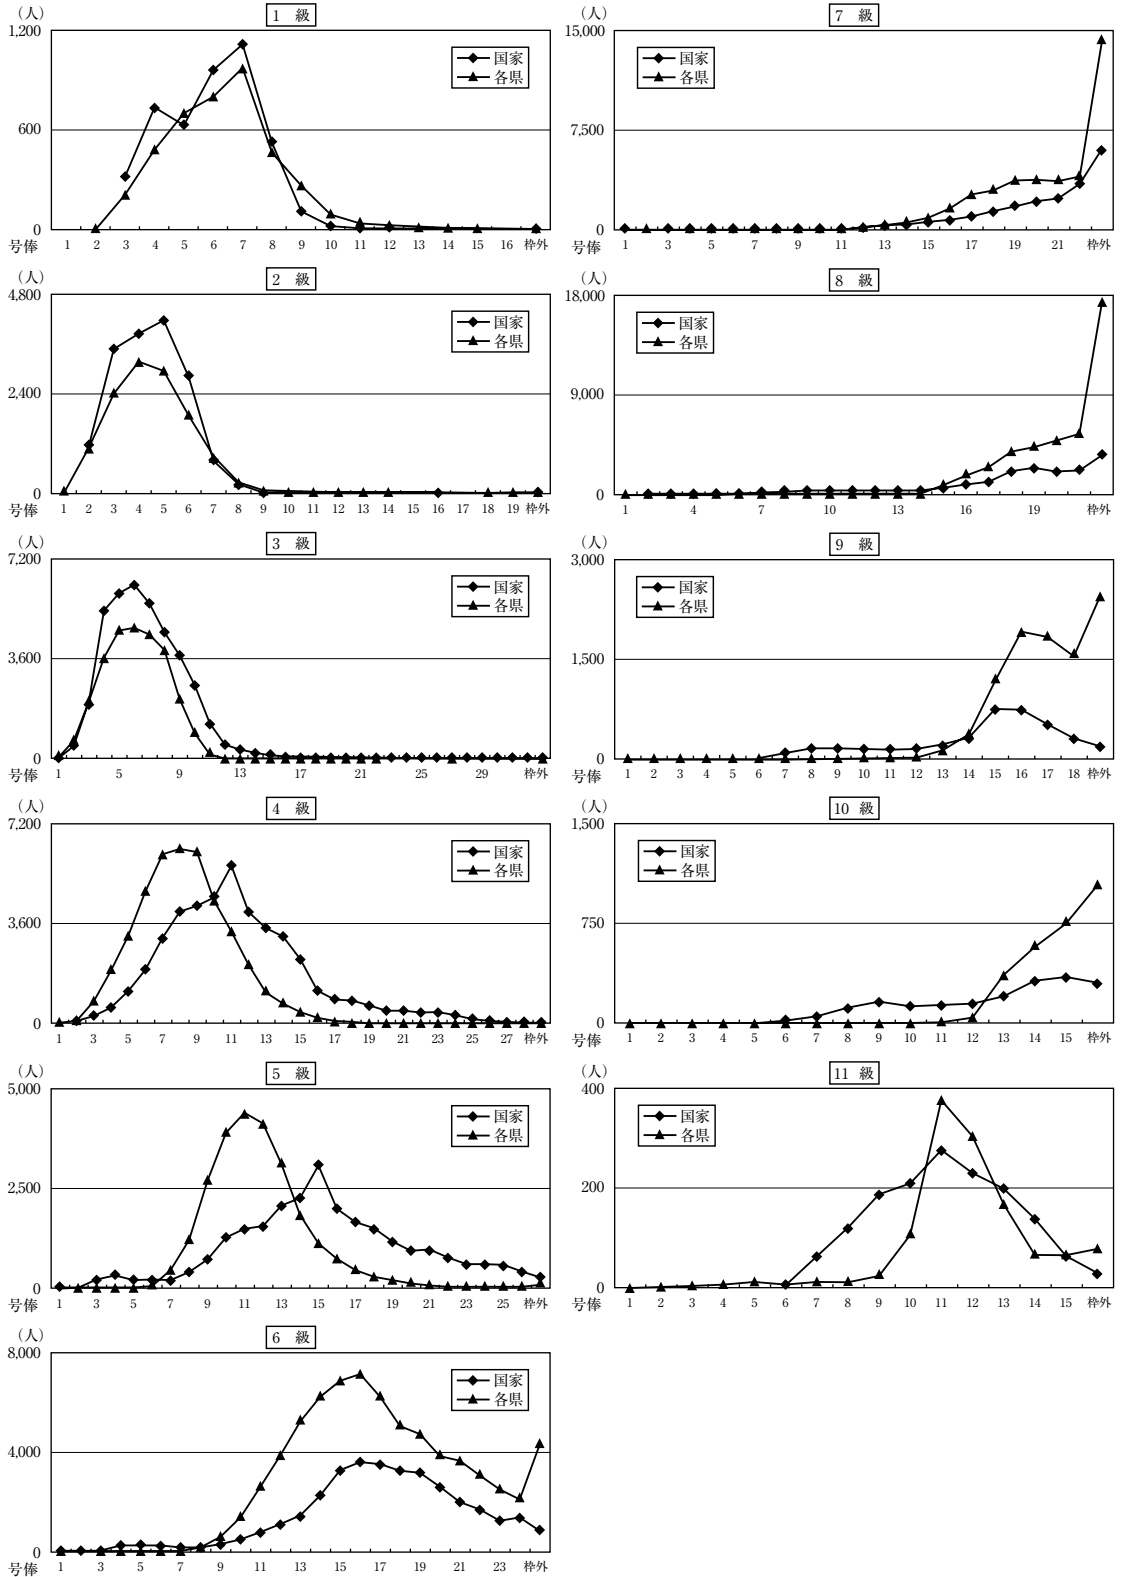 （人）
1　級
1,200
国家
各県
600
0
号俸
1 2 3 4 5 6 7 8 9 10 11 12 13 14 15 16 枠外
（人）
2　級
4,800
国家
各県
2,400
0
号俸
1 2 3 4 5 6 7 8 9 10 11 12 13 14 15 16 17 18 19 枠外
（人）
3　級
7,200
国家
各県
3,600
0
号俸
1 5 9 13 17 21 25 29 枠外
（人）
4　級
7,200
国家
各県
3,600
0
号俸
1 3 5 7 9 11 13 15 17 19 21 23 25 27 枠外
（人）
5　級
5,000
国家
各県
2,500
0
号俸
1 3 5 7 9 11 13 15 17 19 21 23 25 枠外
（人）
6　級
8,000
国家
各県
4,000
0
号俸
1 3 5 7 9 11 13 15 17 19 21 23 枠外
（人）
7　級
15,000
国家
各県
7,500
0
号俸
1 3 5 7 9 11 13 15 17 19 21 枠外
（人）
8　級
18,000
国家
各県
9,000
0
号俸
1 4 7 10 13 16 19 枠外
（人）
9　級
3,000
国家
各県
1,500
0
号俸
1 2 3 4 5 6 7 8 9 10 11 12 13 14 15 16 17 18 枠外
（人）
10　級
1,500
国家
各県
750
0
号俸
1 2 3 4 5 6 7 8 9 10 11 12 13 14 15 枠外
（人）
11　級
400
国家
各県
200
0
号俸
1 2 3 4 5 6 7 8 9 10 11 12 13 14 15 枠外